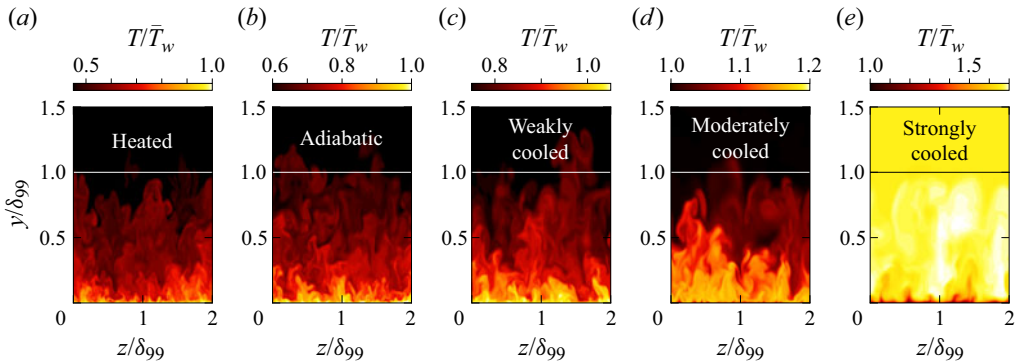 (a) (b) (c) (d) (e)
T/T̄w T/T̄w T/T̄w T/T̄w T/T̄w
0.5 1.0 0.6 0.8 1.0 0.8 1.0 1.0 1.1 1.2 1.0 1.5
1.5 1.5 1.5 1.5 1.5
Heated Adiabatic Weakly Moderately Strongly
cooled cooled cooled
1.0 1.0 1.0 1.0 1.0
y/δ99
0.5 0.5 0.5 0.5 0.5
0 1 2 0 1 2 0 1 2 0 1 2 0 1 2
z/δ99 z/δ99 z/δ99 z/δ99 z/δ99